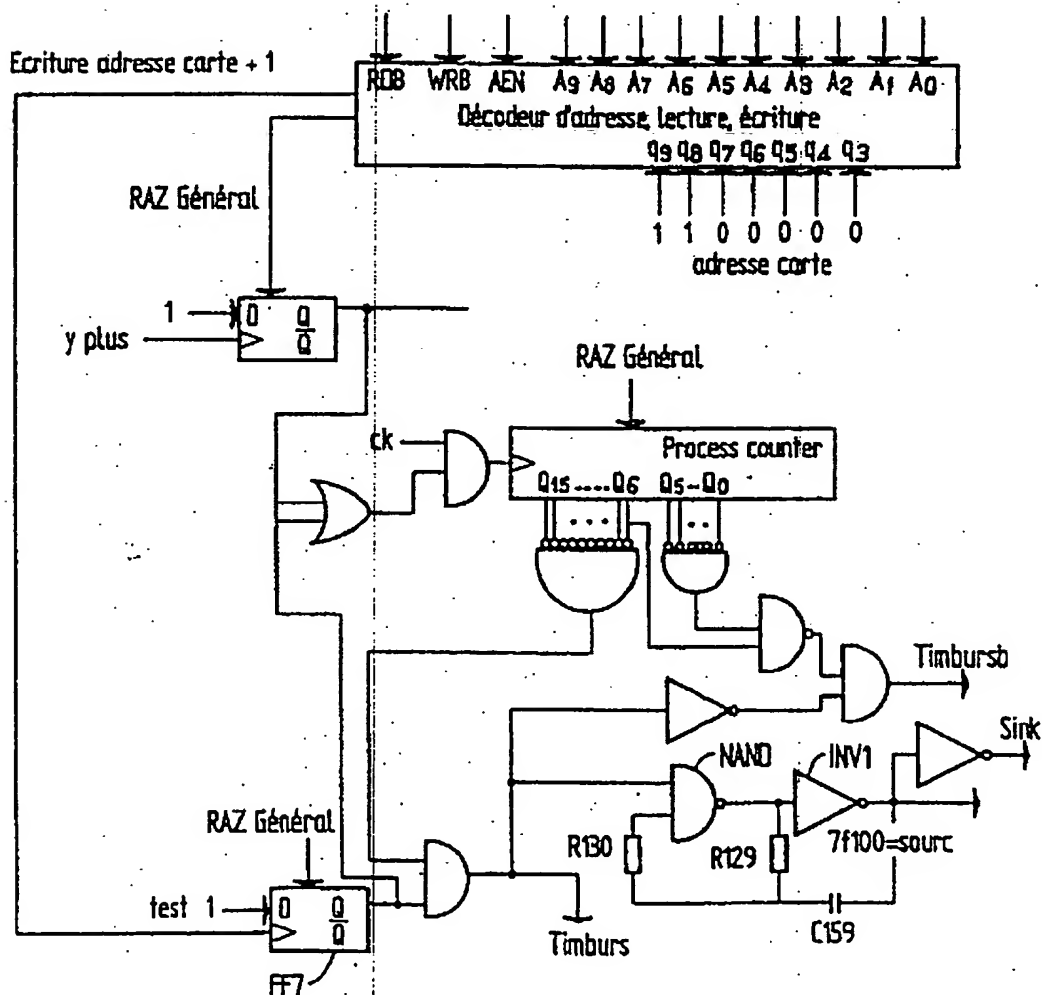 Ecriture adresse carte + 1
RDB WRB AEN A9 A8 A7 A6 A5 A4 A3 A2 A1 A0
Décodeur d'adresse, lecture, écriture
q9 q8 q7 q6 q5 q4 q3
RAZ Général
1 1 0 0 0 0 0
adresse carte
1
D Q
Q
y plus
RAZ Général
ck
Process counter
Q15....Q6 Q5--Q0
Timbursb
Sink
NAND
INV1
RAZ Général
R130
R129
7f100=sourc
test 1
D Q
Q
C159
Timburs
FF7